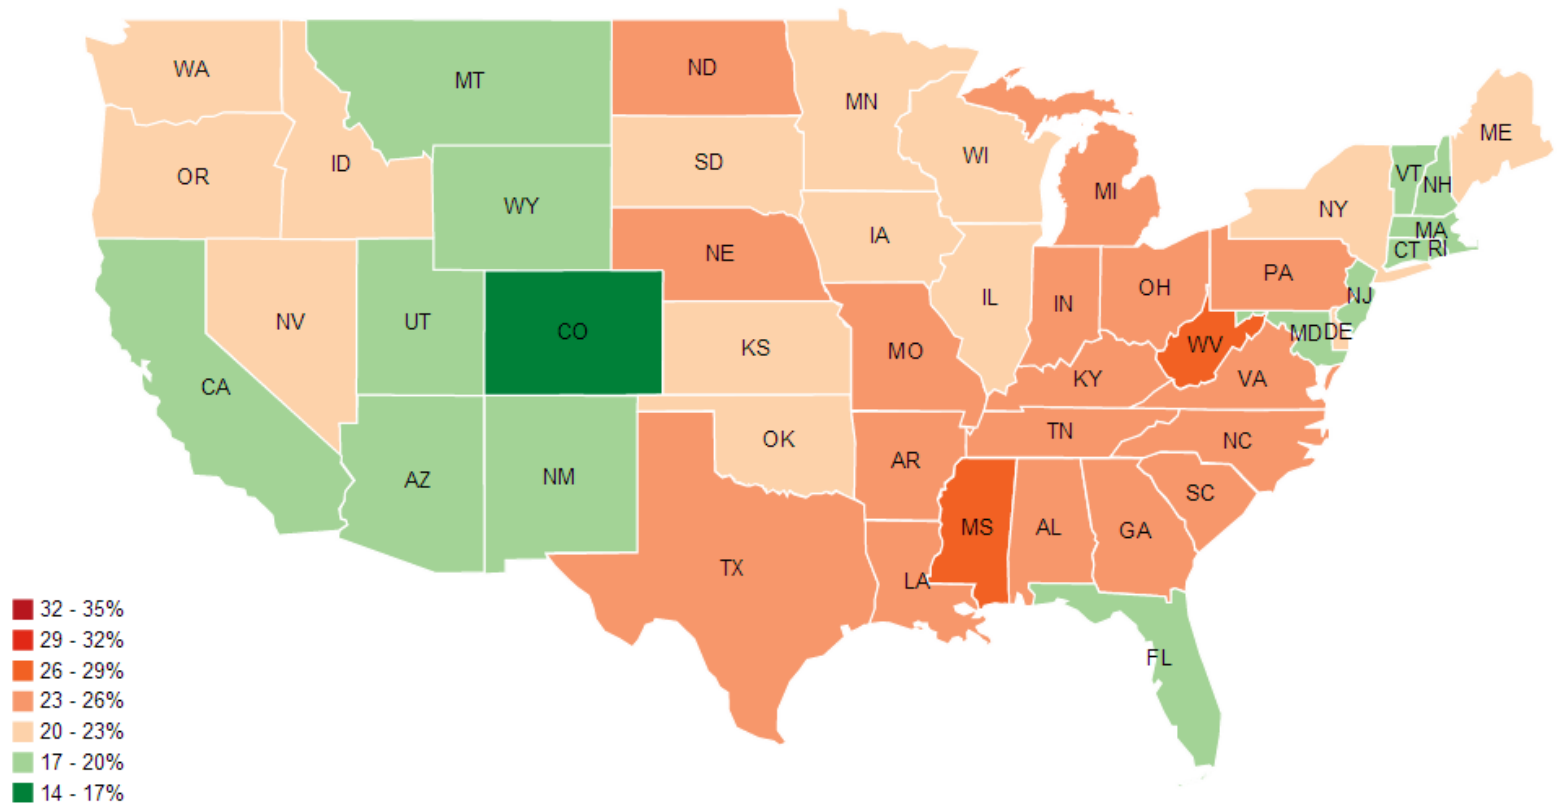 WA
MT
ND
MN
ME
OR
ID
SD
WI
VT
NH
WY
MI
NY
MA
NE
IA
CT RI
NV
UT
CO
IL
IN
OH
PA
NJ
KS
MO
WV
MD DE
CA
KY
VA
OK
TN
NC
AZ
NM
AR
SC
TX
MS
AL
GA
LA
FL
32 - 35%
29 - 32%
26 - 29%
23 - 26%
20 - 23%
17 - 20%
14 - 17%